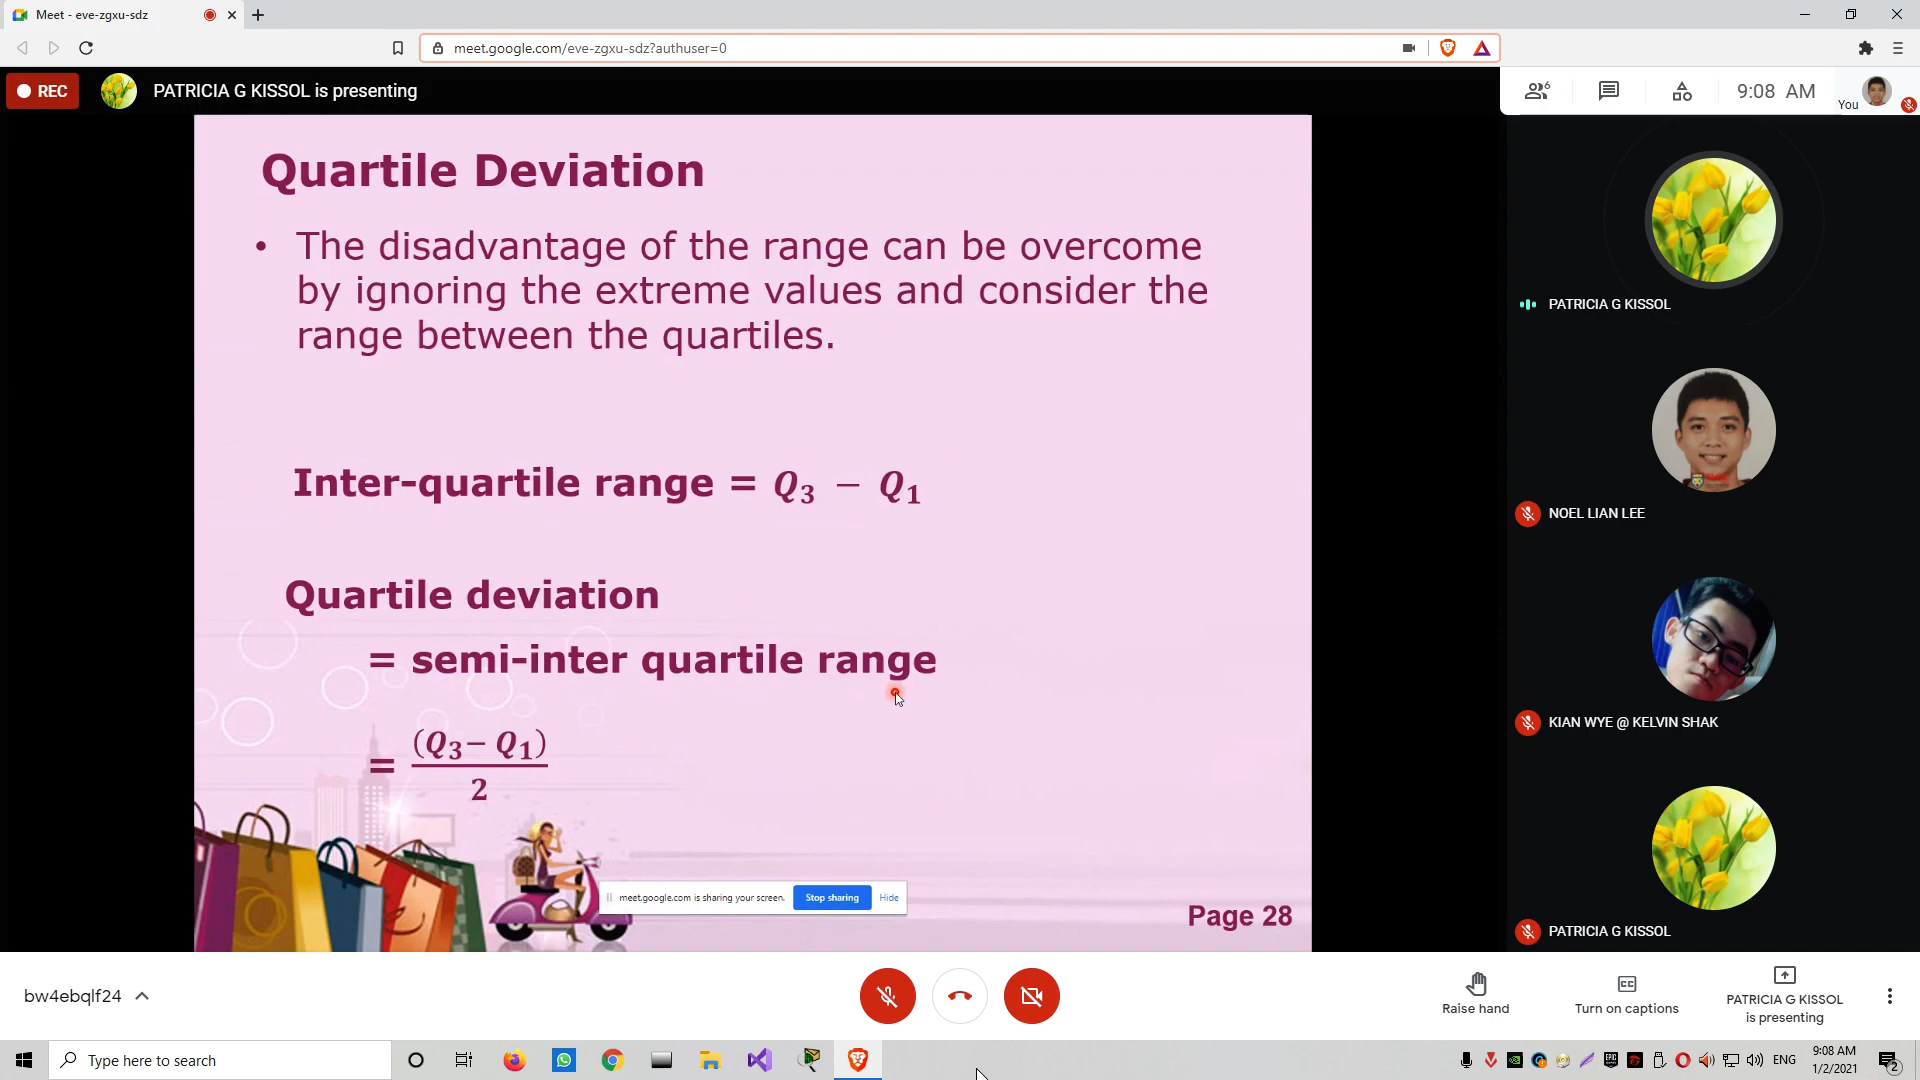 Meet - eve-zgxu-sdz
meet.google.com/eve-zgxu-sdz?authuser=0
REC
PATRICIA G KISSOL is presenting
6
9:08 AM
You
Quartile Deviation
• The disadvantage of the range can be overcome
by ignoring the extreme values and consider the
range between the quartiles.
Inter-quartile range = Q₃ − Q₁
Quartile deviation
= semi-inter quartile range
= (Q₃− Q₁)
2
meet.google.com is sharing your screen.
Stop sharing
Hide
Page 28
PATRICIA G KISSOL
NOEL LIAN LEE
KIAN WYE @ KELVIN SHAK
PATRICIA G KISSOL
bw4ebqlf24
Raise hand
CC
Turn on captions
PATRICIA G KISSOL
is presenting
Type here to search
ENG
9:08 AM
1/2/2021
2